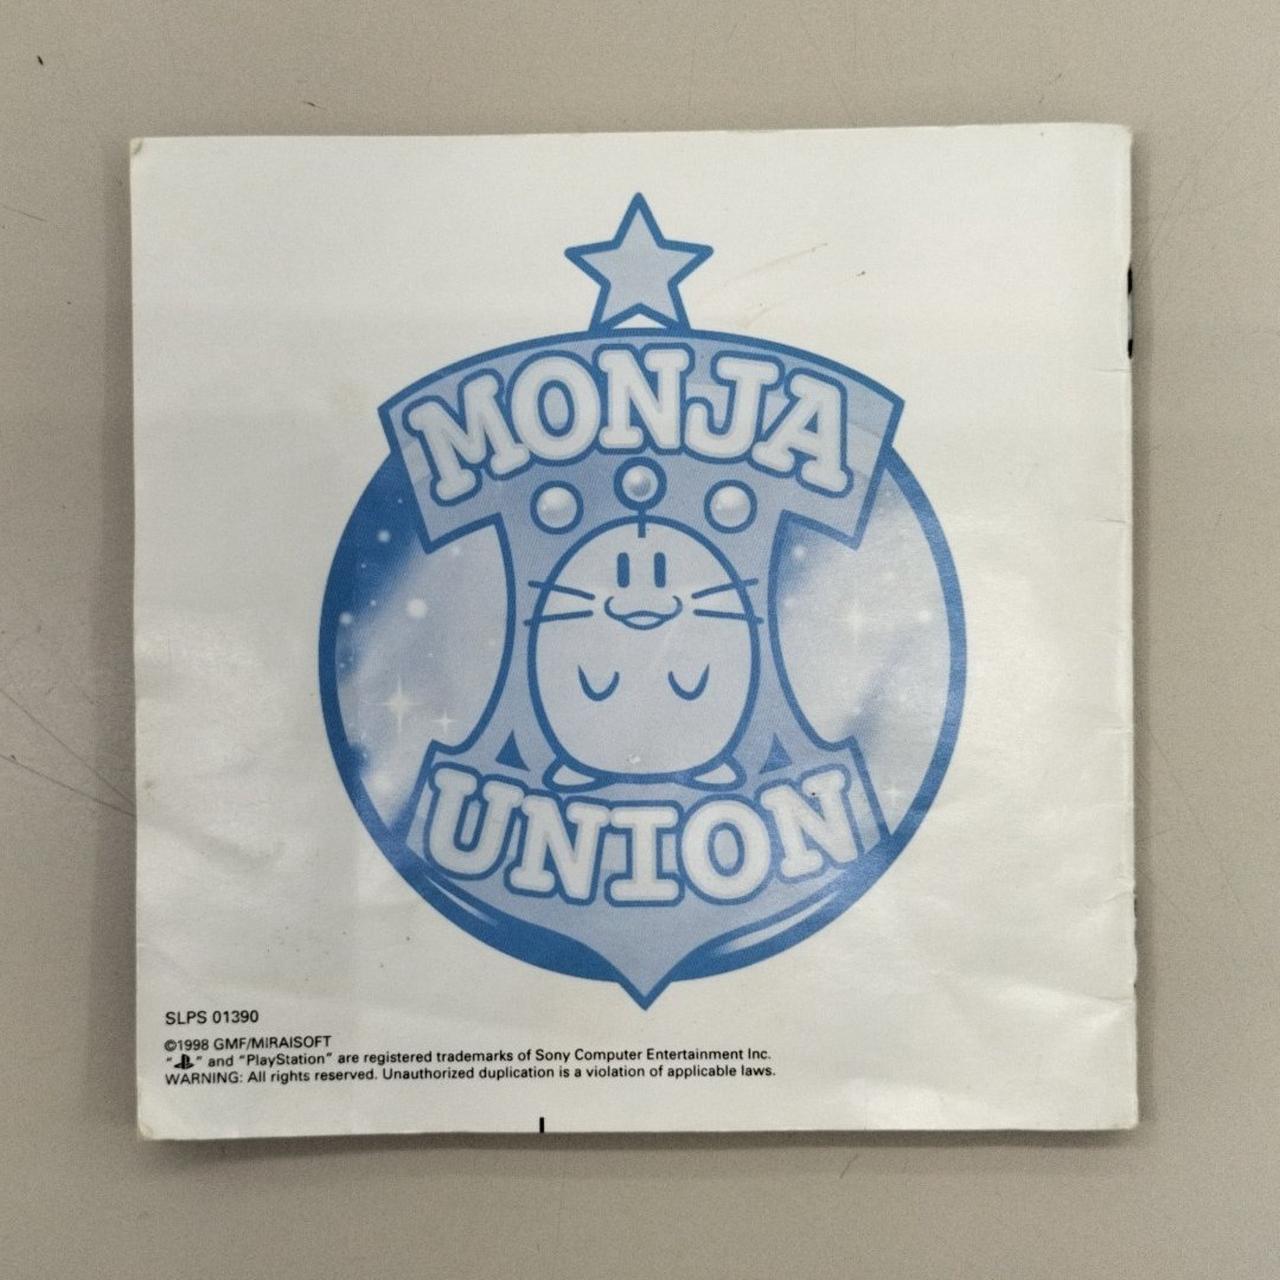 MONJA
UNION
SLPS 01390
©1998 GMF/MIRAISOFT
“ ” and “PlayStation” are registered trademarks of Sony Computer Entertainment Inc.
WARNING: All rights reserved. Unauthorized duplication is a violation of applicable laws.